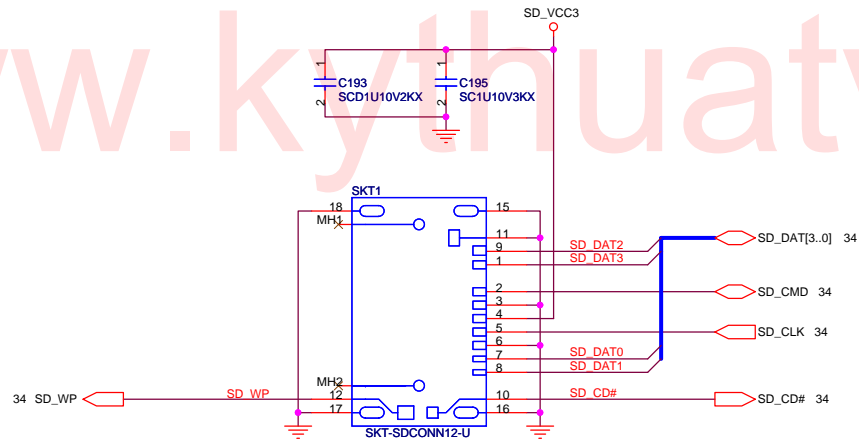 SD_VCC3
1 1
C193 C195
SCD1U10V2KX SC1U10V3KX
2 2
www.kythuatv
SKT1
18 15
MH1
11
9 SD_DAT2
SD_DAT[3..0] 34
1 SD_DAT3
2 SD_CMD 34
3
4
5 SD_CLK 34
6
7 SD_DAT0
8 SD_DAT1
MH2
34 SD_WP SD_WP 12 10 SD_CD# SD_CD# 34
17 16
SKT-SDCONN12-U